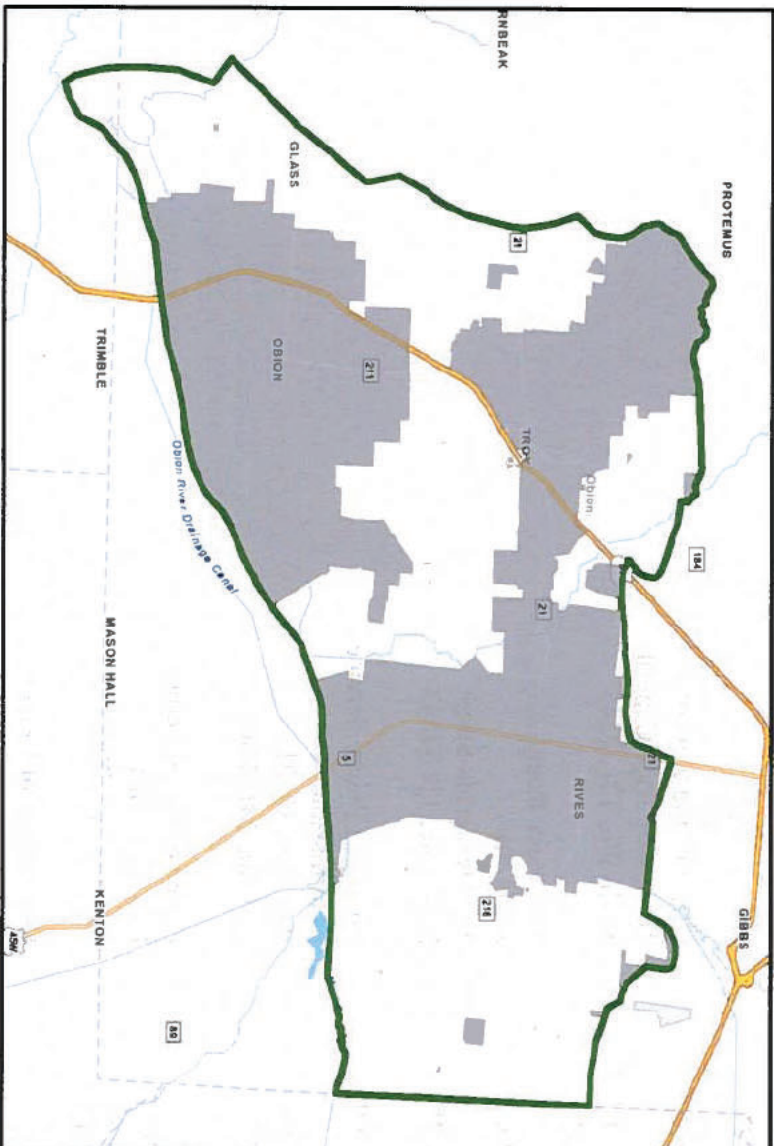 RNBEAK
PROTEMUS
GLASS
21
184
OBION
211
TROY
Obion
21
TRIMBLE
Obion River Drainage Canal
MASON HALL
5
21
RIVES
GIBBS
216
KENTON
45W
89